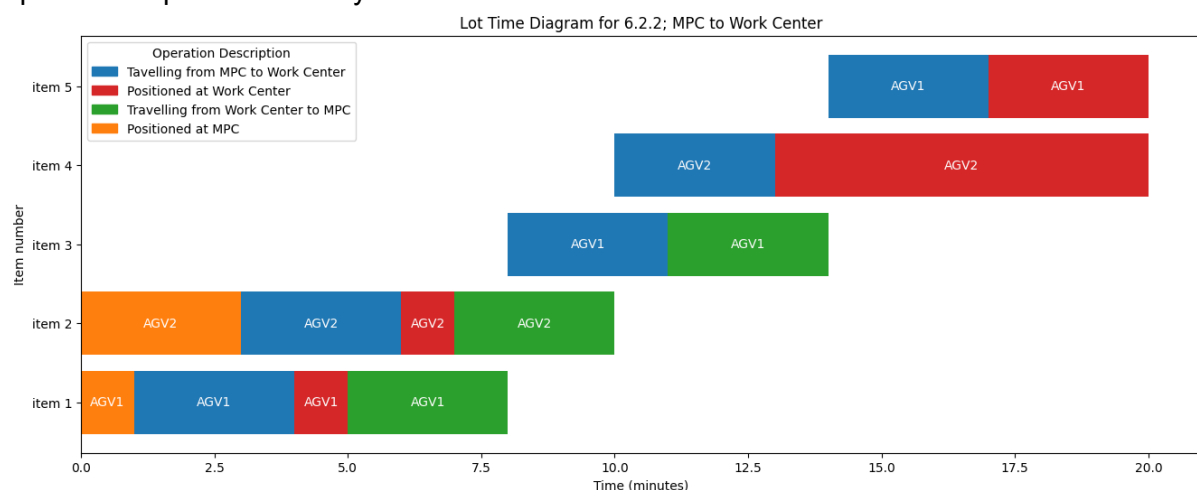 Lot Time Diagram for 6.2.2; MPC to Work Center
Operation Description
Tavelling from MPC to Work Center
Positioned at Work Center
Travelling from Work Center to MPC
Positioned at MPC
item 5
AGV1
AGV1
item 4
AGV2
AGV2
item 3
AGV1
AGV1
item 2
AGV2
AGV2
AGV2
AGV2
item 1
AGV1
AGV1
AGV1
AGV1
Item number
0.0 2.5 5.0 7.5 10.0 12.5 15.0 17.5 20.0
Time (minutes)